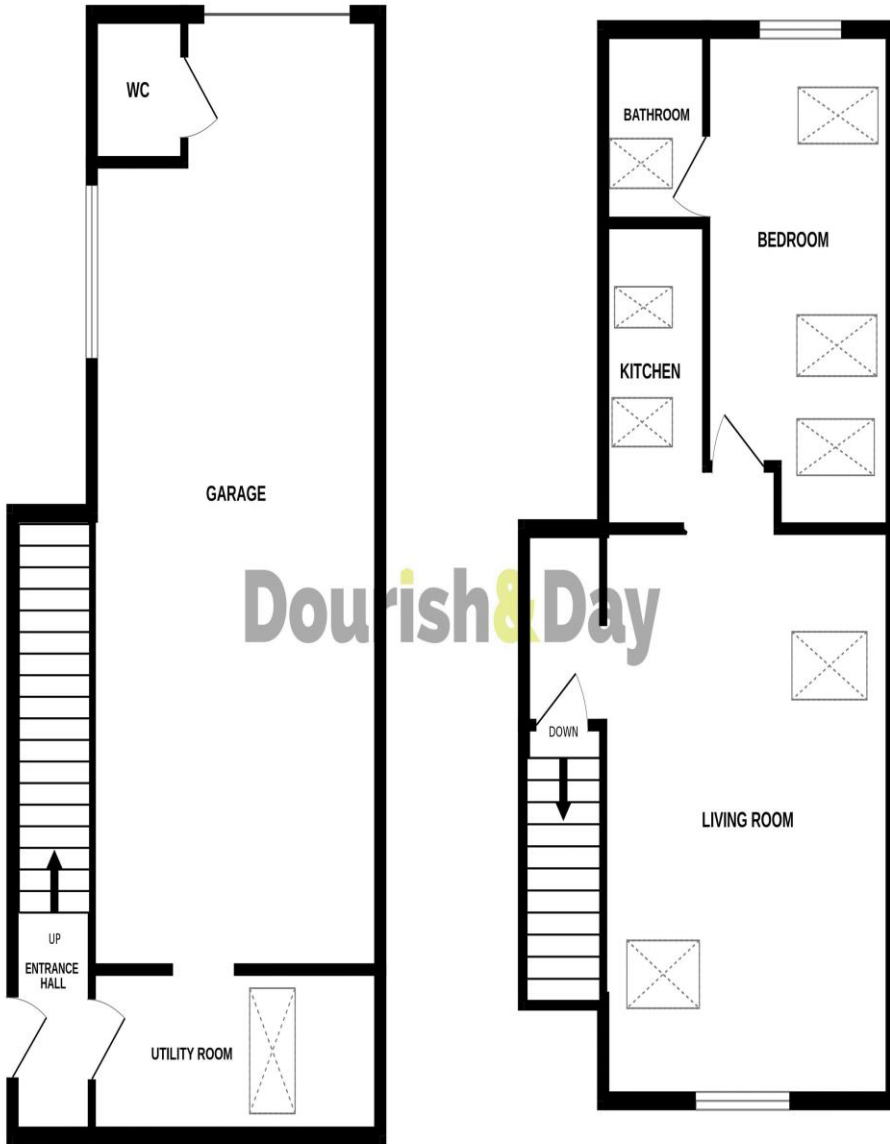 WC
GARAGE
UP
ENTRANCE
HALL
UTILITY ROOM
BATHROOM
BEDROOM
KITCHEN
DOWN
LIVING ROOM
Dourish&Day